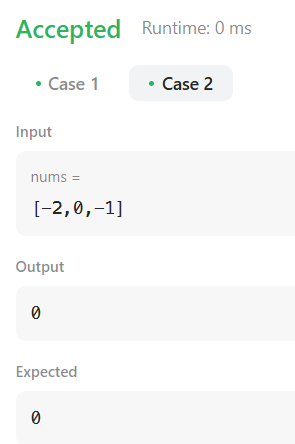 Accepted Runtime: 0 ms
• Case 1 • Case 2
Input
nums =
[-2,0,-1]
Output
0
Expected
0